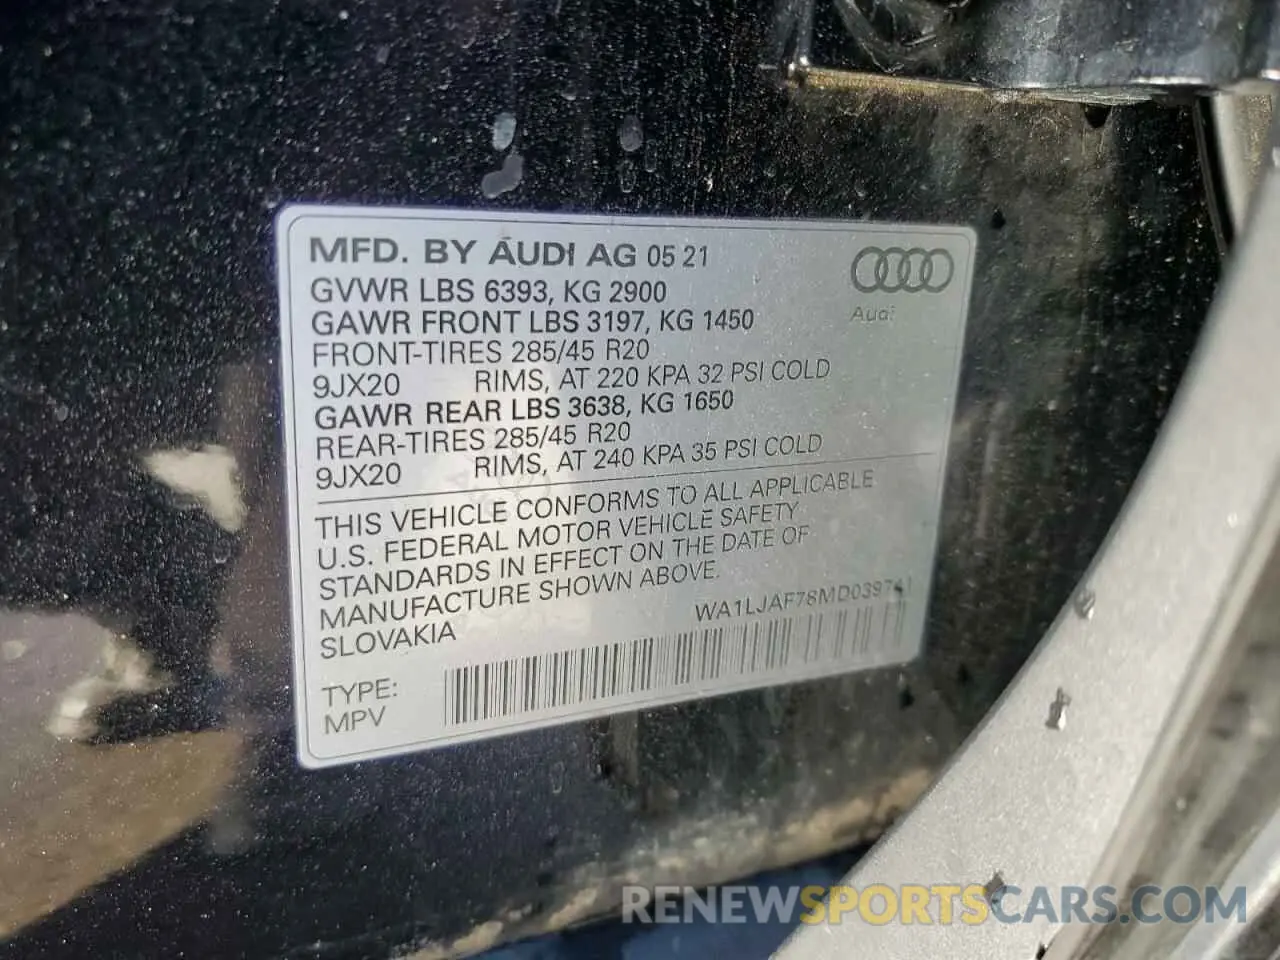 MFD. BY AUDI AG 05 21
GVWR LBS 6393, KG 2900
GAWR FRONT LBS 3197, KG 1450
FRONT-TIRES 285/45 R20
9JX20 RIMS, AT 220 KPA 32 PSI COLD
GAWR REAR LBS 3638, KG 1650
REAR-TIRES 285/45 R20
9JX20 RIMS, AT 240 KPA 35 PSI COLD
Audi
THIS VEHICLE CONFORMS TO ALL APPLICABLE
U.S. FEDERAL MOTOR VEHICLE SAFETY
STANDARDS IN EFFECT ON THE DATE OF
MANUFACTURE SHOWN ABOVE.
SLOVAKIA
TYPE:
MPV
RENEWSPORTSCARS.COM